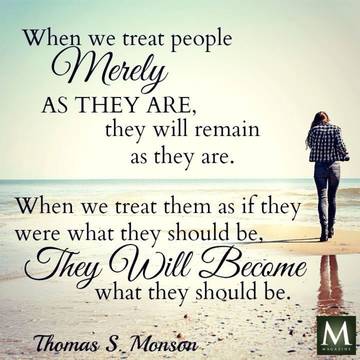 When we treat people
Merely
AS THEY ARE,
they will remain
as they are.
When we treat them as if they
were what they should be,
They Will Become
what they should be.
Thomas S. Monson
M
MAGAZINE